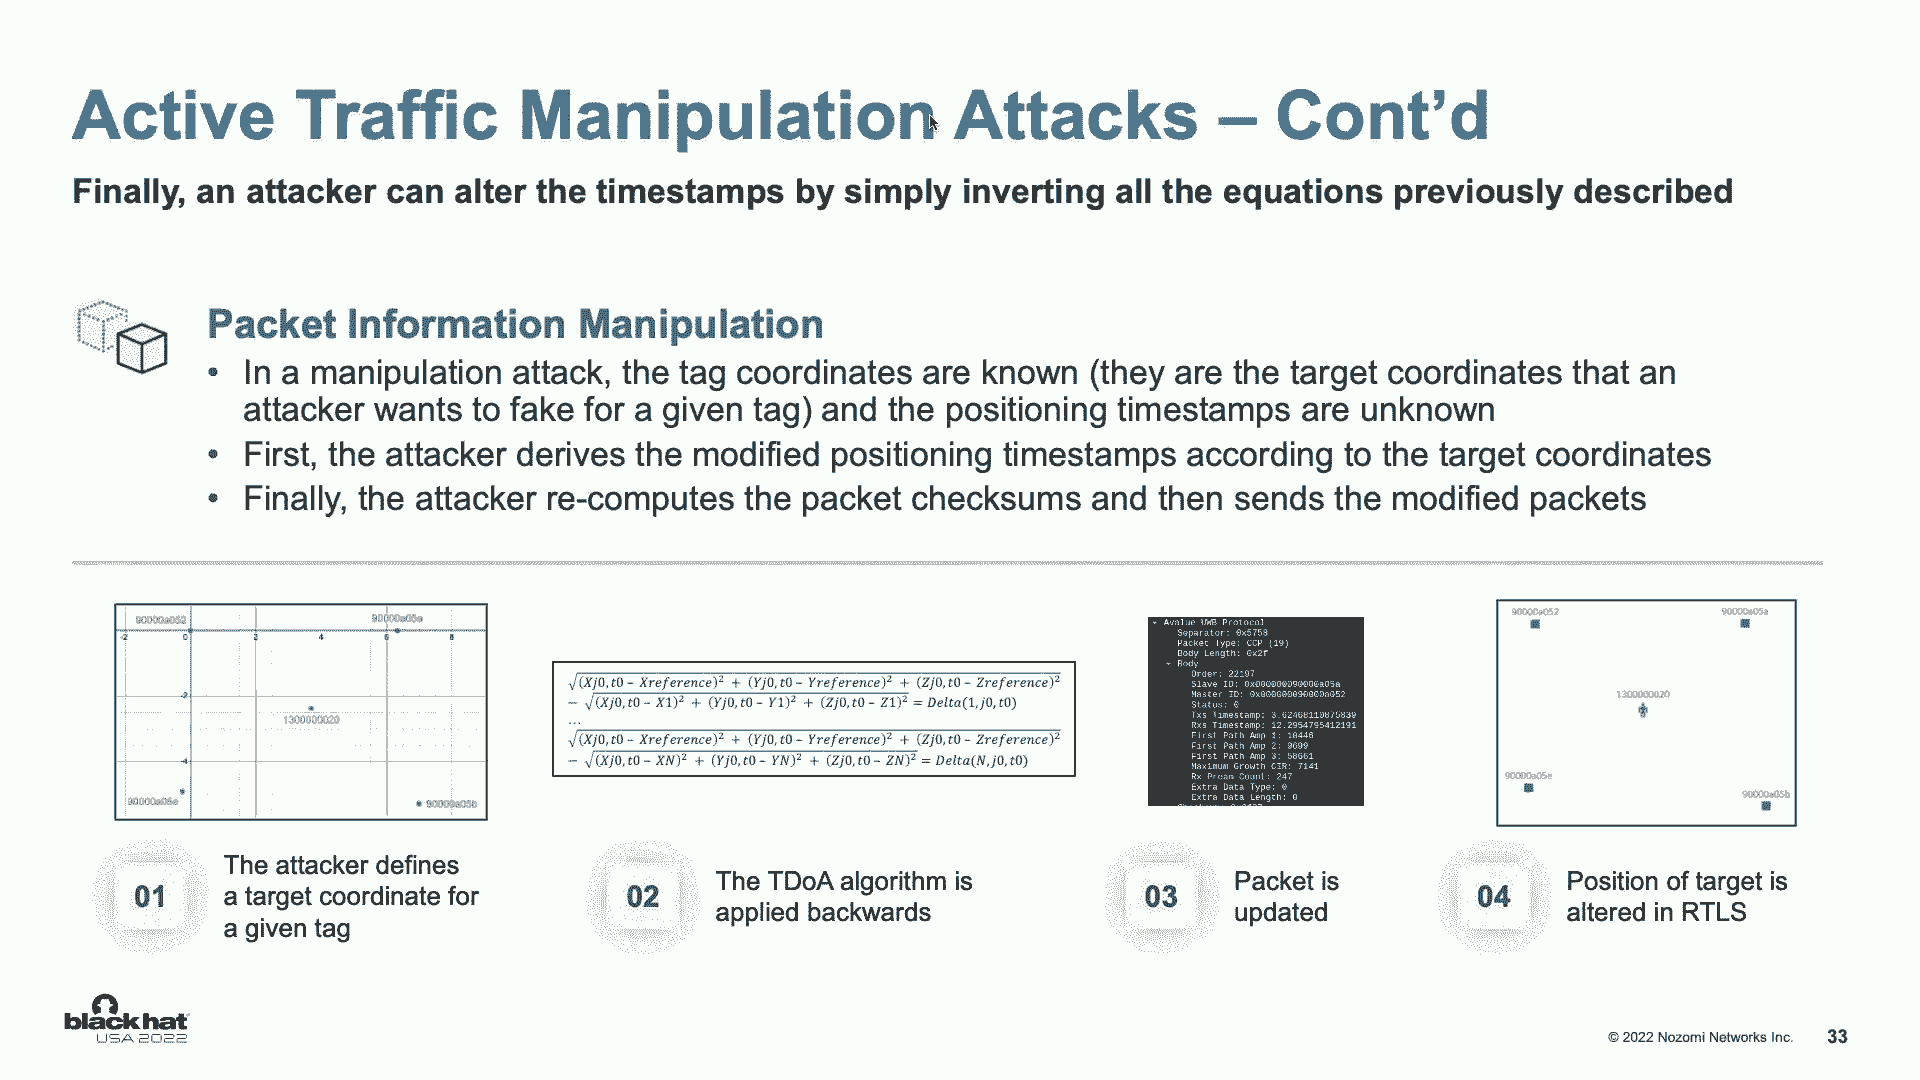 Active Traffic Manipulation Attacks – Cont’d
Finally, an attacker can alter the timestamps by simply inverting all the equations previously described
Packet Information Manipulation
• In a manipulation attack, the tag coordinates are known (they are the target coordinates that an
attacker wants to fake for a given tag) and the positioning timestamps are unknown
• First, the attacker derives the modified positioning timestamps according to the target coordinates
• Finally, the attacker re-computes the packet checksums and then sends the modified packets
90000a052
90000a05a
-2 0 2 4 6 8
-2
1300000020
-4
90000a05e
90000a05b
√(Xj0, t0 – Xreference)² + (Yj0, t0 – Yreference)² + (Zj0, t0 – Zreference)²
– √(Xj0, t0 – X1)² + (Yj0, t0 – Y1)² + (Zj0, t0 – Z1)² = Delta(1, j0, t0)
...
√(Xj0, t0 – Xreference)² + (Yj0, t0 – Yreference)² + (Zj0, t0 – Zreference)²
– √(Xj0, t0 – XN)² + (Yj0, t0 – YN)² + (Zj0, t0 – ZN)² = Delta(N, j0, t0)
Avalue UWB Protocol
Separator: 0x5758
Packet Type: CCP (19)
Body Length: 0x2f
Body
Order: 22197
Slave ID: 0x000000090000a05a
Master ID: 0x000000090000a052
Status: 0
Txs Timestamp: 3.62468110875839
Rxs Timestamp: 12.2954795412191
First Path Amp 1: 10446
First Path Amp 2: 9699
First Path Amp 3: 58661
Maximum Growth CIR: 7141
Rx Pream Count: 247
Extra Data Type: 0
Extra Data Length: 0
90000a052
90000a05a
1300000020
90000a05e
90000a05b
01
The attacker defines
a target coordinate for
a given tag
02
The TDoA algorithm is
applied backwards
03
Packet is
updated
04
Position of target is
altered in RTLS
black hat
USA 2022
© 2022 Nozomi Networks Inc.
33